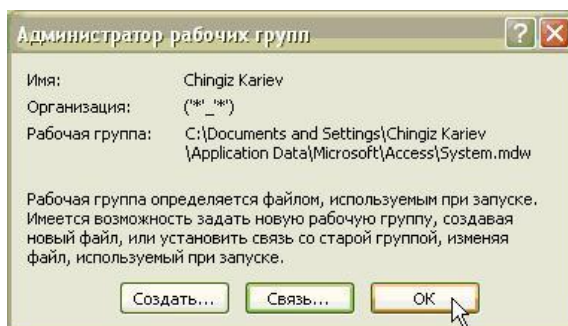 Администратор рабочих групп
Имя: Chingiz Kariev
Организация: ('*'_'*')
Рабочая группа: C:\Documents and Settings\Chingiz Kariev
\Application Data\Microsoft\Access\System.mdw
Рабочая группа определяется файлом, используемым при запуске.
Имеется возможность задать новую рабочую группу, создавая
новый файл, или установить связь со старой группой, изменяя
файл, используемый при запуске.
Создать... Связь... ОК